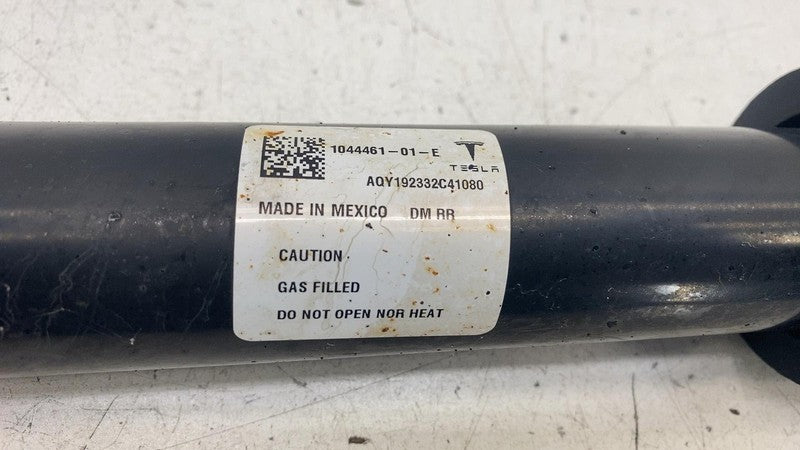 1044461-01-E
TESLA
AQY192332C41080
MADE IN MEXICO DM RR
CAUTION
GAS FILLED
DO NOT OPEN NOR HEAT